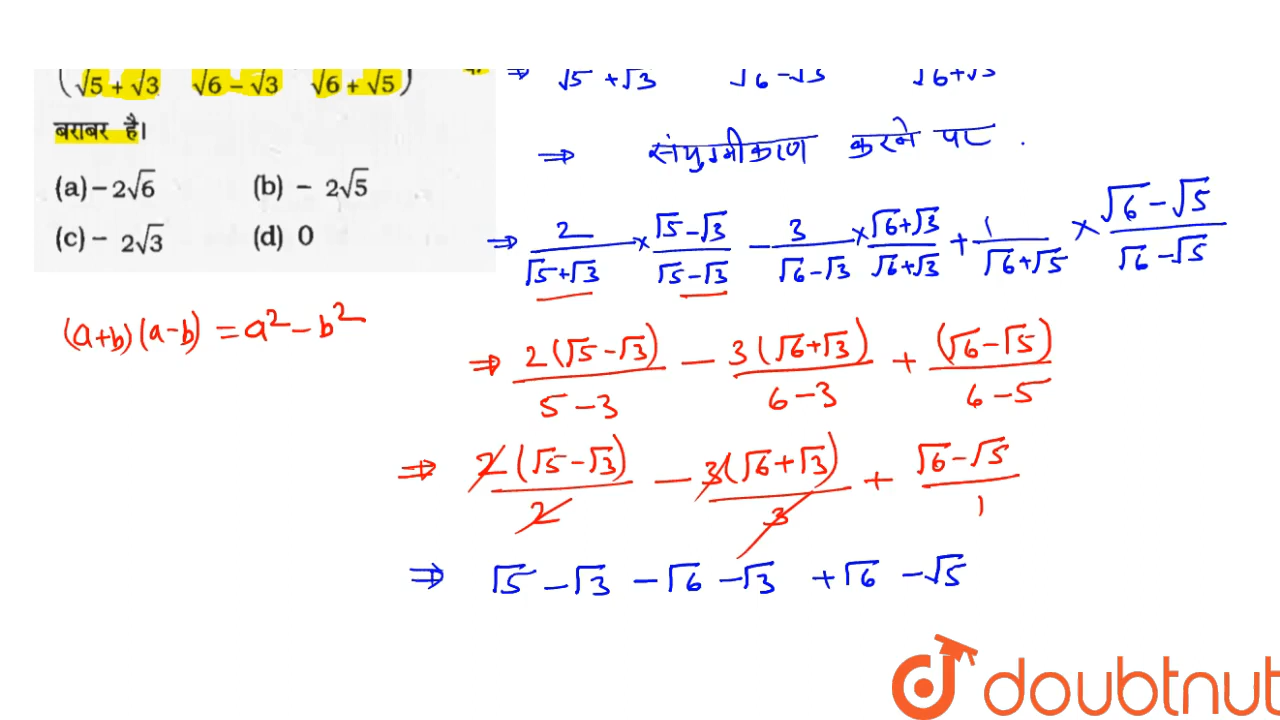 (√5 + √3 √6 – √3 √6 + √5)
बराबर है।
(a) – 2√6 (b) – 2√5
(c) – 2√3 (d) 0
(a+b)(a-b) = a² - b²
⇒ √5 + √3 √6 - √3 √6 + √5
⇒ संयुग्मीकरण करने पर .
⇒ 2/(√5+√3) × (√5-√3)/(√5-√3) - 3/(√6-√3) × (√6+√3)/(√6+√3) + 1/(√6+√5) × (√6-√5)/(√6-√5)
⇒ 2(√5-√3)/(5-3) - 3(√6+√3)/(6-3) + (√6-√5)/(6-5)
⇒ 2(√5-√3)/2 - 3(√6+√3)/3 + (√6-√5)/1
⇒ √5 - √3 - √6 - √3 + √6 - √5
doubtnut